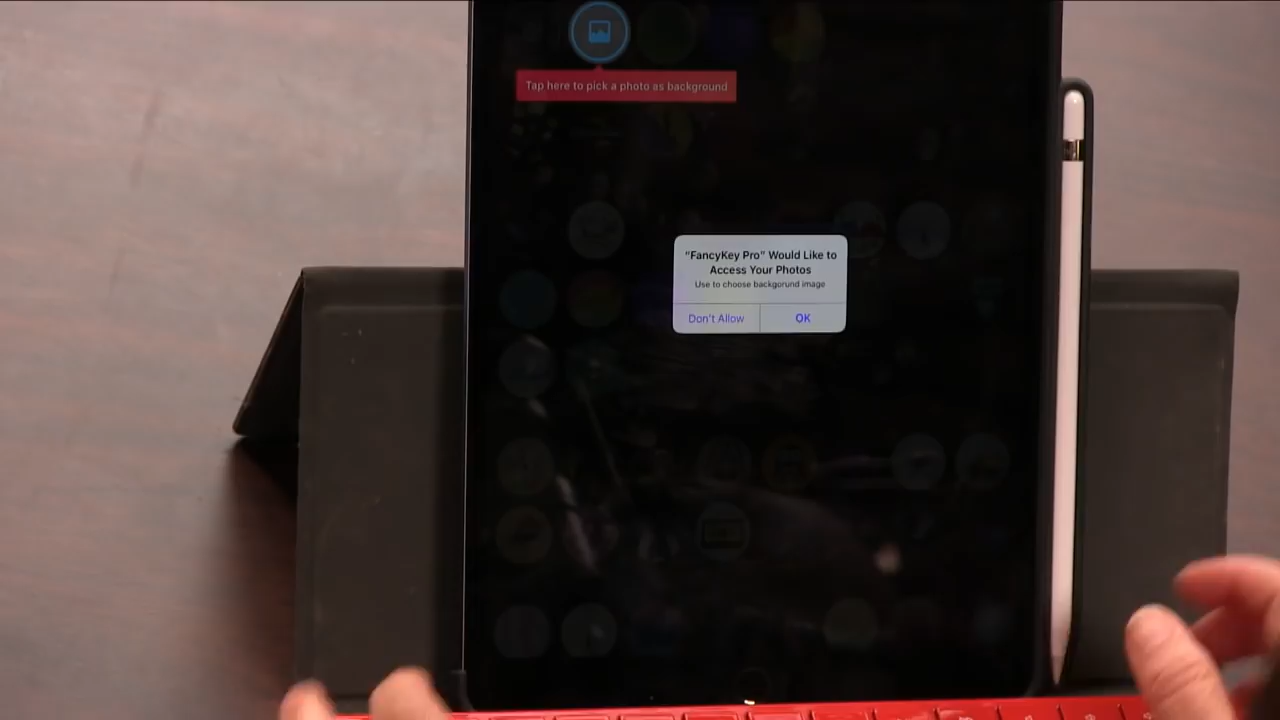 Tap here to pick a photo as background
“FancyKey Pro” Would Like to
Access Your Photos
Use to choose backgorund image
Don't Allow
OK